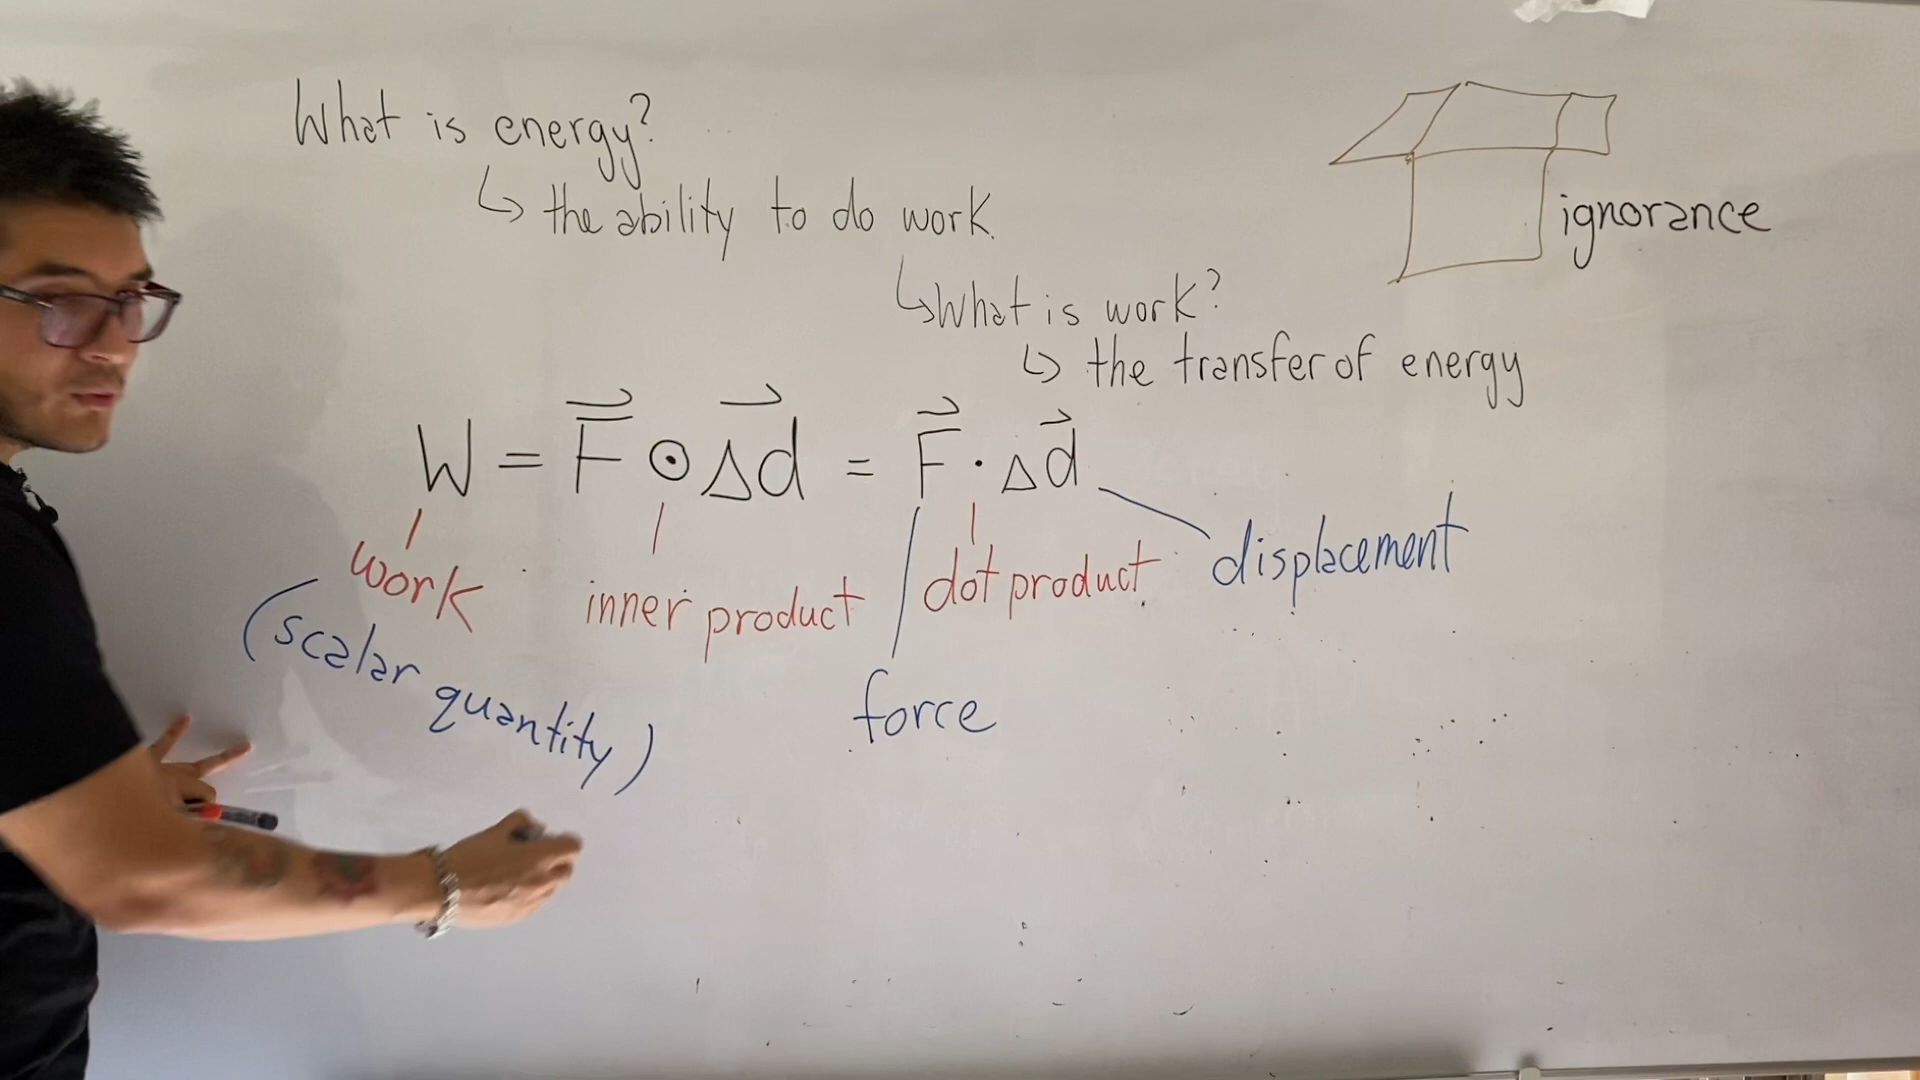 What is energy?
↳ the ability to do work
ignorance
↳ What is work?
↳ the transfer of energy
W = F⃗ ⊙ Δd⃗ = F⃗ · Δd⃗
work
inner product
dot product
displacement
(scalar quantity)
force